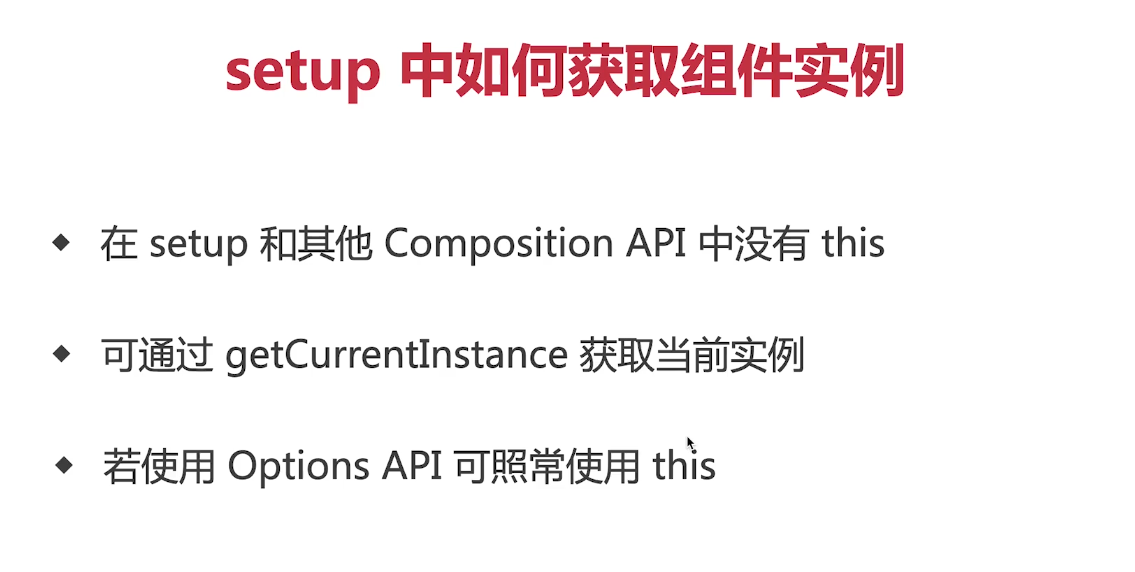 setup 中如何获取组件实例
在 setup 和其他 Composition API 中没有 this
可通过 getCurrentInstance 获取当前实例
若使用 Options API 可照常使用 this